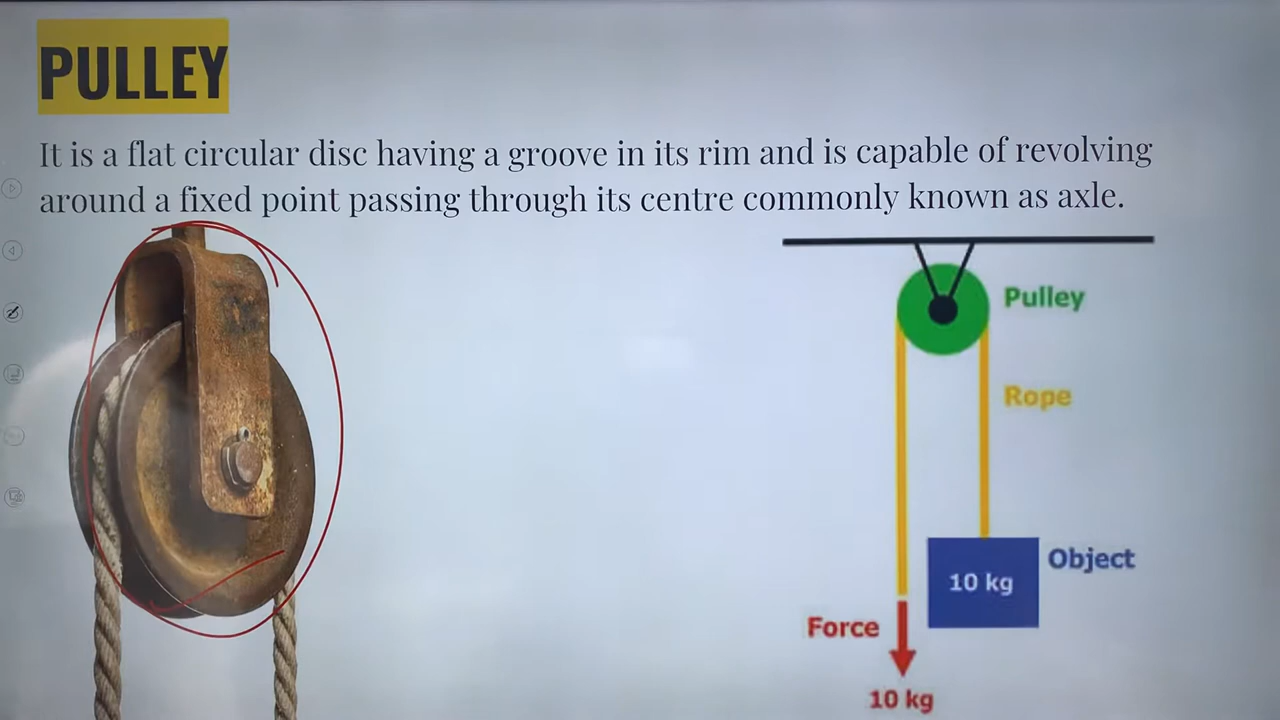 PULLEY
It is a flat circular disc having a groove in its rim and is capable of revolving
around a fixed point passing through its centre commonly known as axle.
Pulley
Rope
Object
10 kg
Force
10 kg